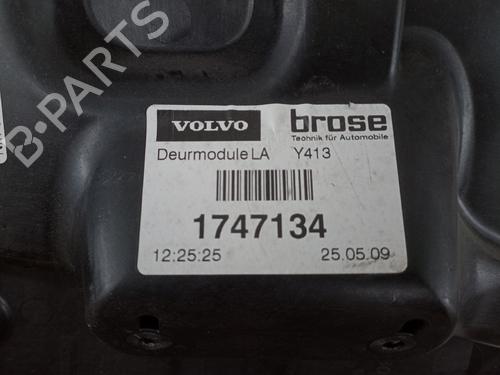 B-PARTS
VOLVO
brose
Technik für Automobile
Deurmodule LA Y413
1747134
12:25:25 25.05.09